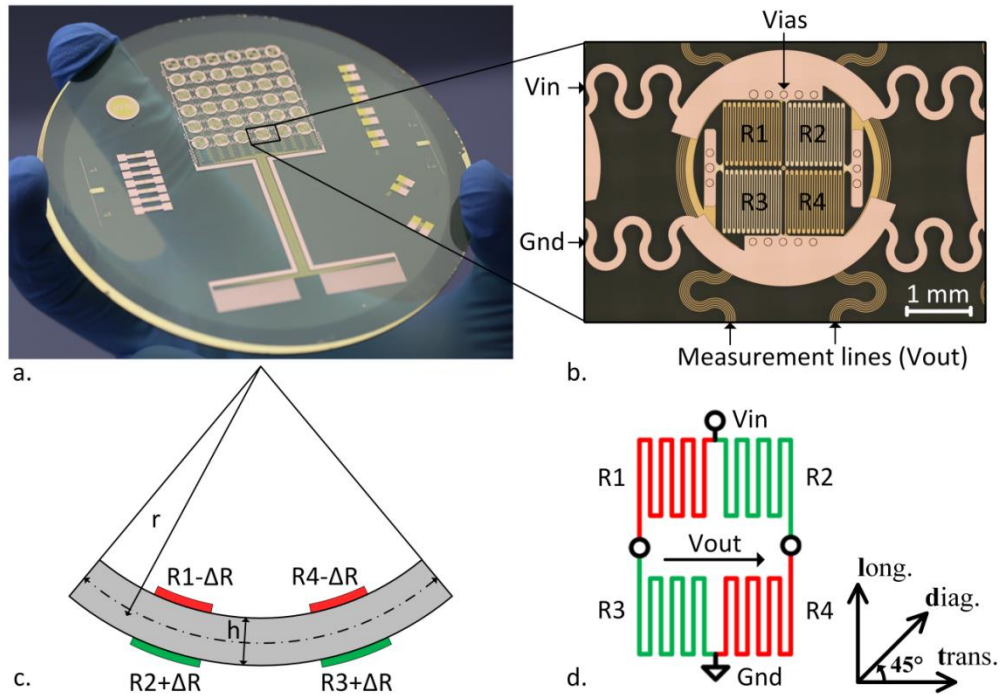 Vias
Vin
R1
R2
R3
R4
Gnd
1 mm
Measurement lines (Vout)
a.
b.
r
R1-ΔR
R4-ΔR
h
R2+ΔR
R3+ΔR
c.
Vin
R1
R2
Vout
R3
R4
Gnd
d.
long.
diag.
45°
trans.